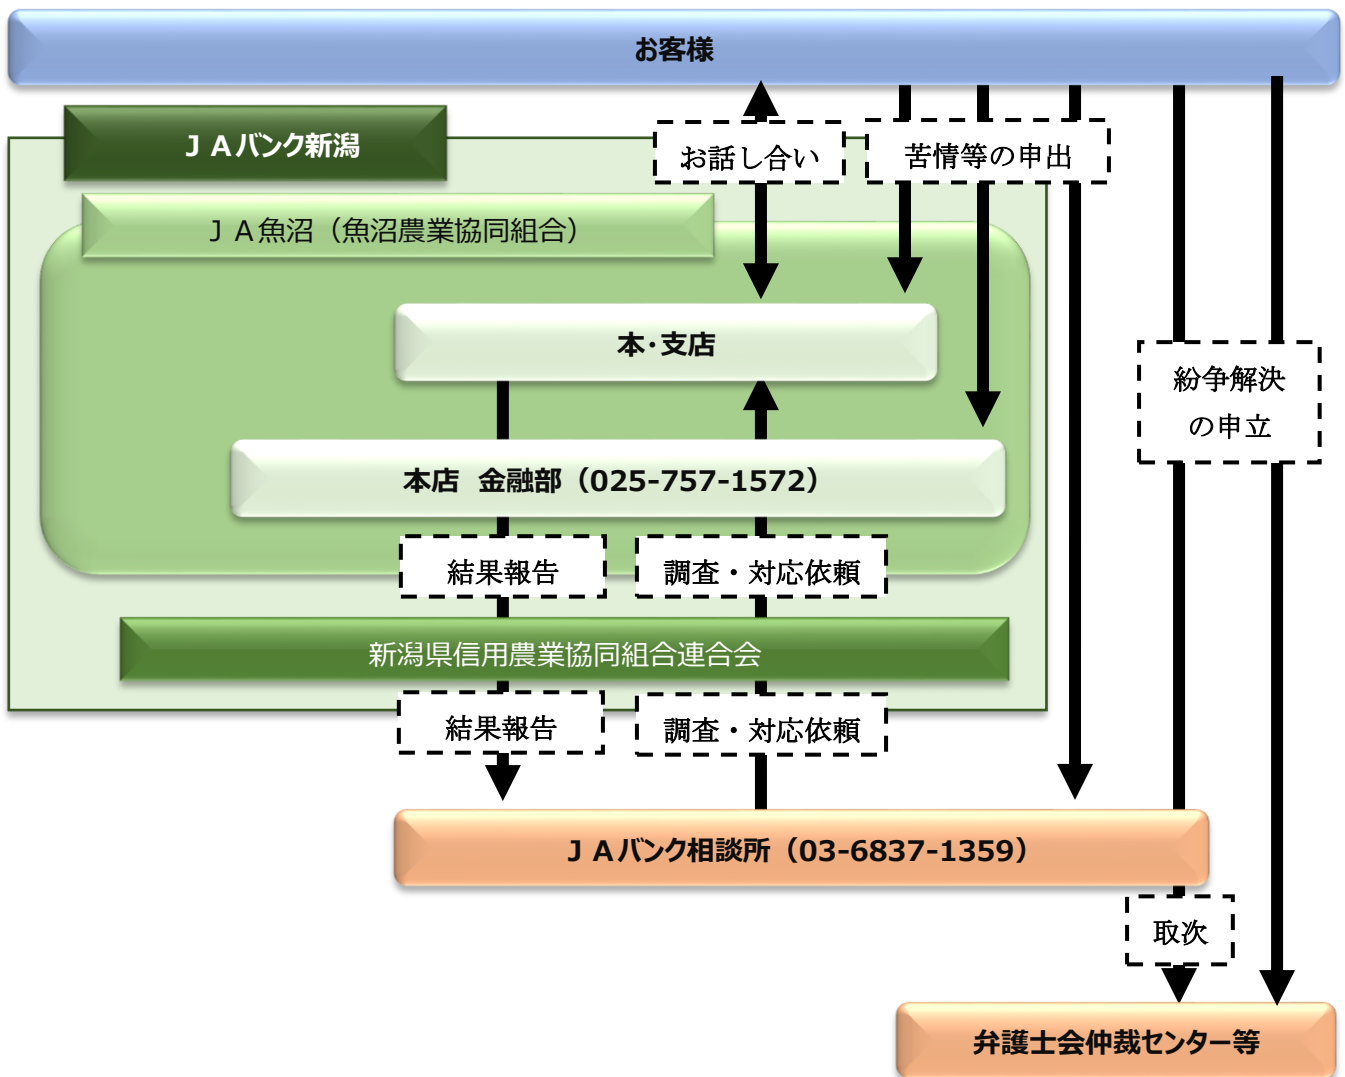 お客様
ＪＡバンク新潟
お話し合い
苦情等の申出
ＪＡ魚沼（魚沼農業協同組合）
本・支店
紛争解決
の申立
本店 金融部（025-757-1572）
結果報告
調査・対応依頼
新潟県信用農業協同組合連合会
結果報告
調査・対応依頼
ＪＡバンク相談所（03-6837-1359）
取次
弁護士会仲裁センター等